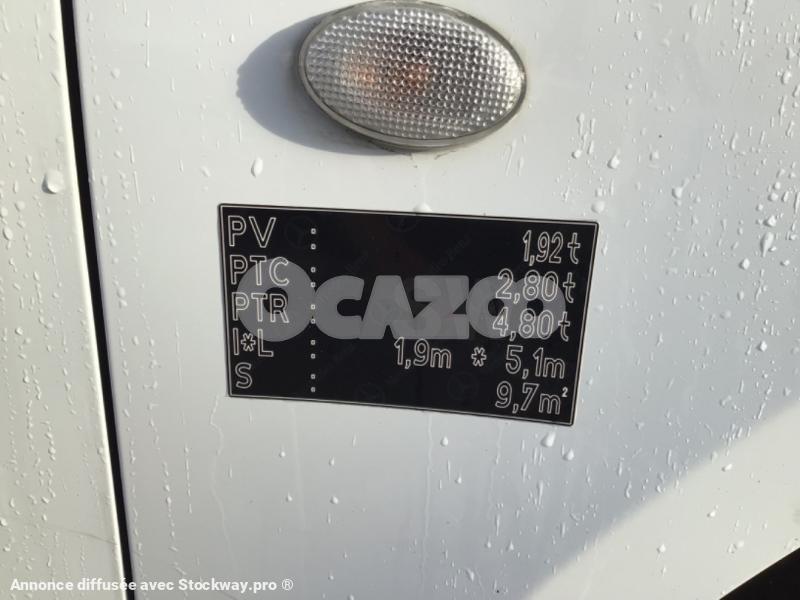 PV : 1,92 t
PTC : 2,80 t
PTR : 4,80 t
l*L : 1,9m * 5,1m
S : 9,7m²
OCAZOO
Annonce diffusée avec Stockway.pro ®